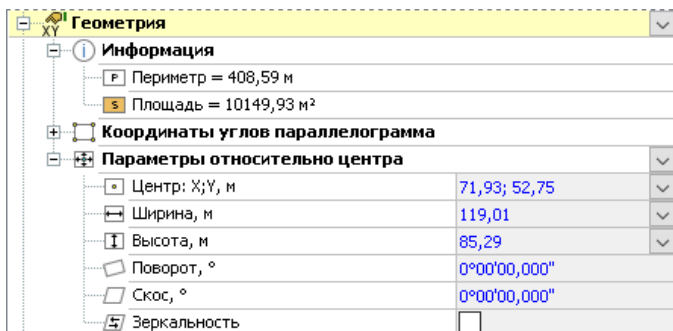 XY Геометрия
i Информация
P Периметр = 408,59 м
S Площадь = 10149,93 м²
Координаты углов параллелограмма
Параметры относительно центра
Центр: X;Y, м 71,93; 52,75
Ширина, м 119,01
Высота, м 85,29
Поворот, ° 0°00'00,000"
Скос, ° 0°00'00,000"
Зеркальность